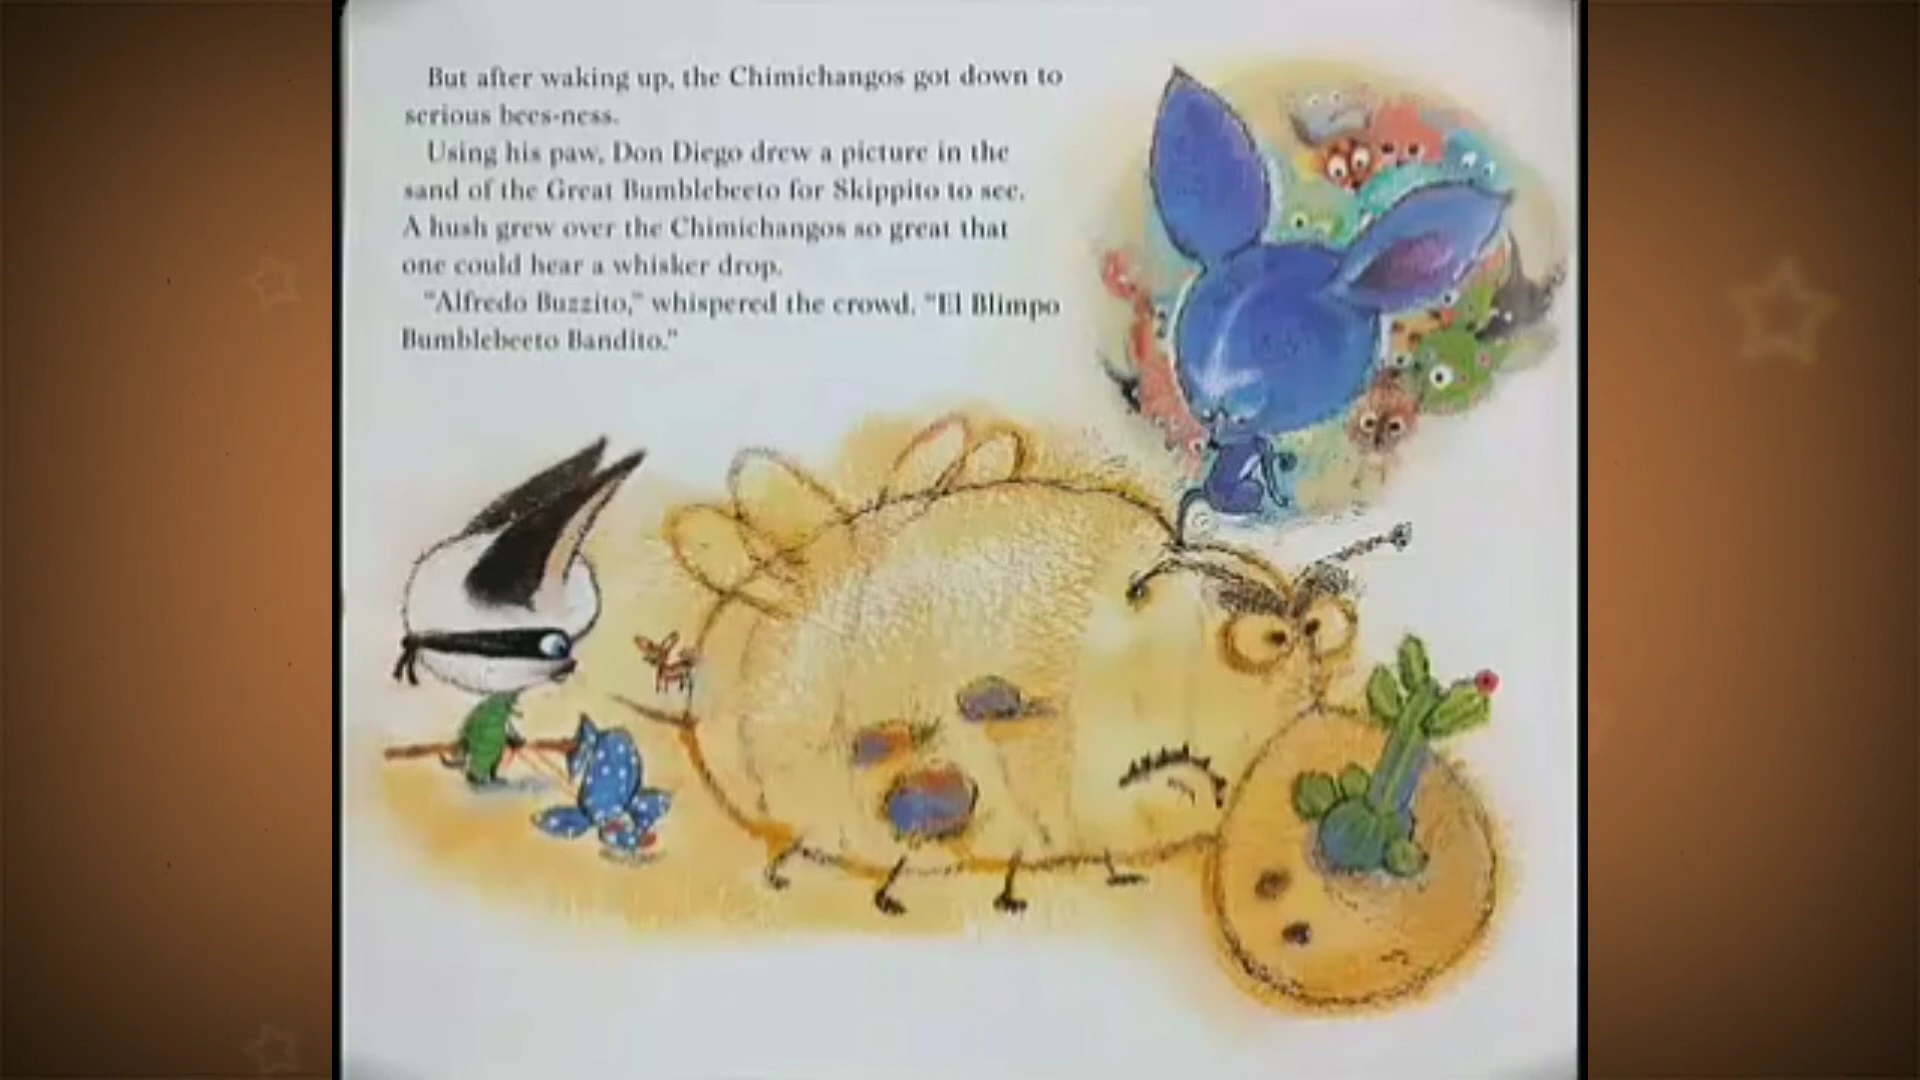 But after waking up, the Chimichangos got down to
serious bees-ness.
Using his paw, Don Diego drew a picture in the
sand of the Great Bumblebeeto for Skippito to see.
A hush grew over the Chimichangos so great that
one could hear a whisker drop.
"Alfredo Buzzito," whispered the crowd. "El Blimpo
Bumblebeeto Bandito."